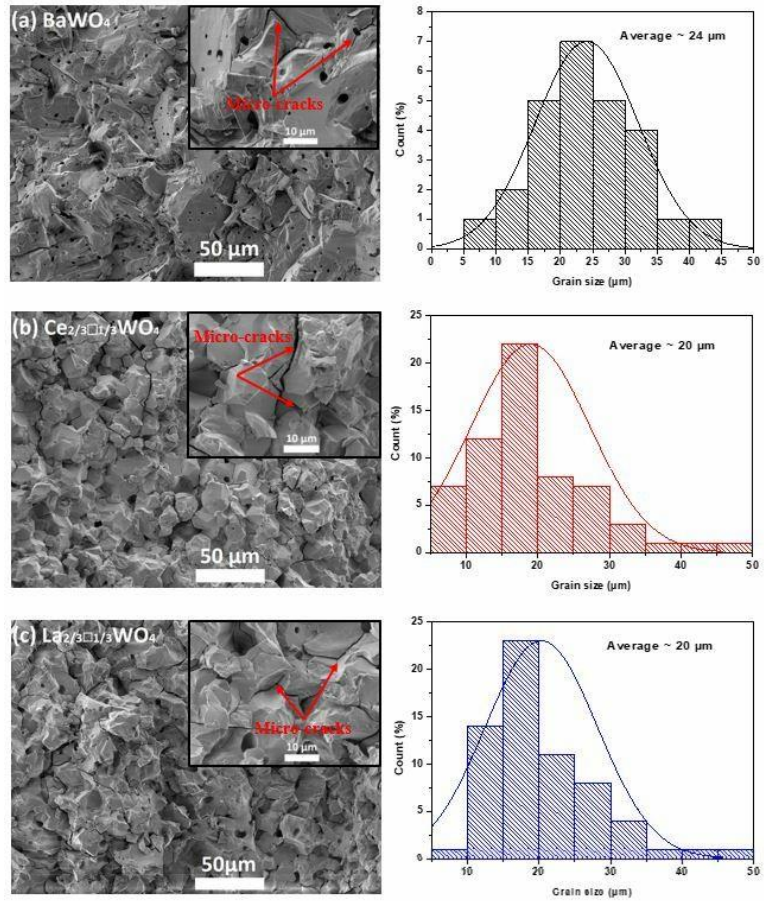 (a) BaWO₄
Micro-cracks
10 µm
50 µm
Average ~ 24 µm
Count (%)
8
7
6
5
4
3
2
1
0
0 5 10 15 20 25 30 35 40 45 50
Grain size (µm)
(b) Ce₂/₃□₁/₃WO₄
Micro-cracks
10 µm
50 µm
Average ~ 20 µm
Count (%)
25
20
15
10
5
0
10 20 30 40 50
Grain size (µm)
(c) La₂/₃□₁/₃WO₄
Micro-cracks
10 µm
50µm
Average ~ 20 µm
Count (%)
25
20
15
10
5
0
10 20 30 40 50
Grain size (µm)